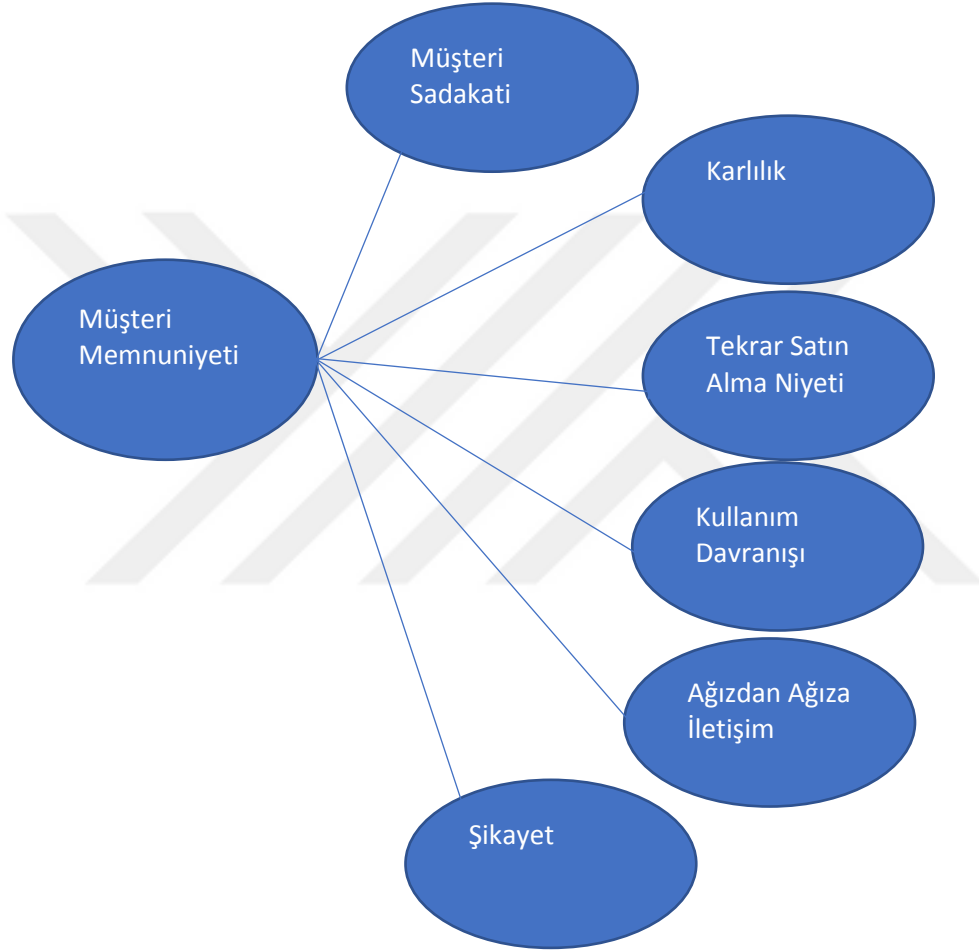 Müşteri
Sadakati
Karlılık
Müşteri
Memnuniyeti
Tekrar Satın
Alma Niyeti
Kullanım
Davranışı
Ağızdan Ağıza
İletişim
Şikayet